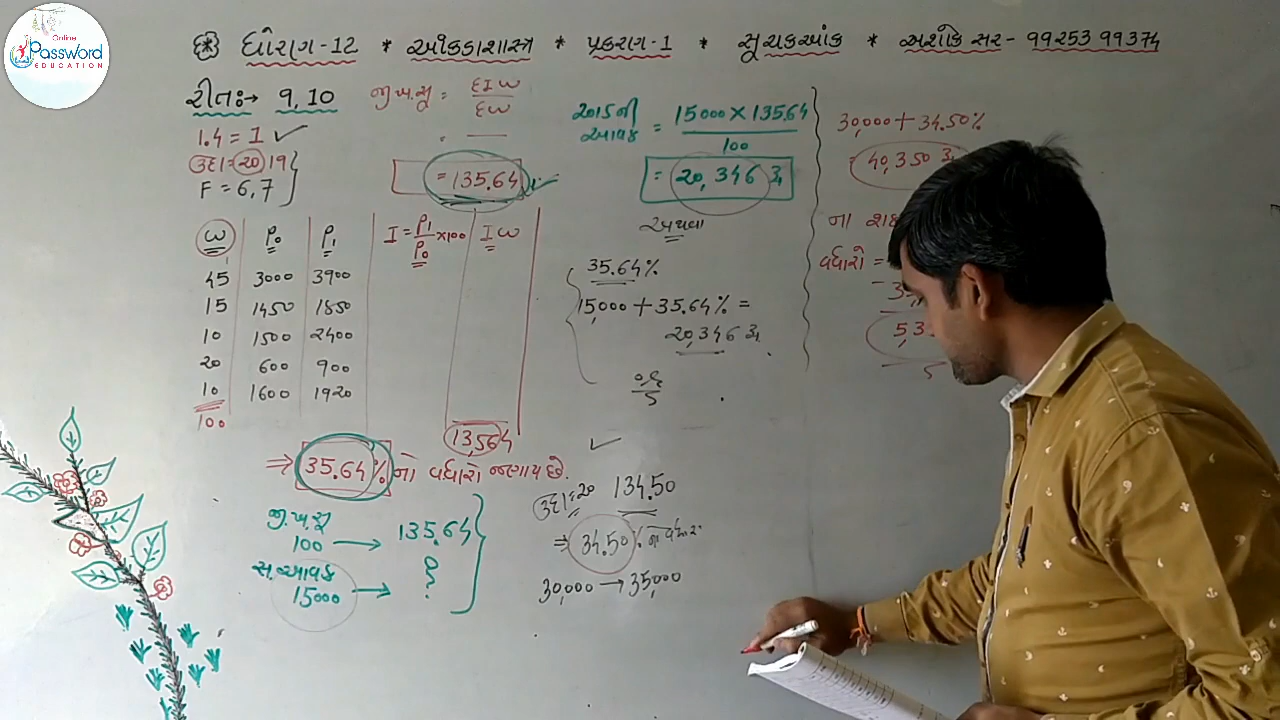 Online
Password
EDUCATION
ધોરણ-12 * આંકડાશાસ્ત્ર * પ્રકરણ-1 * સૂચકઆંક * અશોક સર- 99253 99374
રીતઃ→ 9,10
જી.ખ.સૂ = ΣIW / ΣW
1.4 = I ✓
ઉદા=20 19
F = 6,7
= 135.64 ✓
W P₀ P₁ I = P₁/P₀ ×100 IW
45 3000 3900
15 1450 1850
10 1500 2400
20 600 900
10 1600 1920
100
13,564
⇒ 35.64% નો વધારો જણાય છે.
જી.ખ.સૂ
100 → 135.64
સ.આવક
15000 → ?
2015ની આવક = 15000 × 135.64 / 100
= 20,346 રૂ
અથવા
35.64%
15,000 + 35.64% =
20,346 રૂ.
✓
ઉદા=20 134.50
⇒ 34.50%
30,000 → 35,000
30,000 + 34.50%
= 40,350 રૂ
ના
વધારો =
5,3